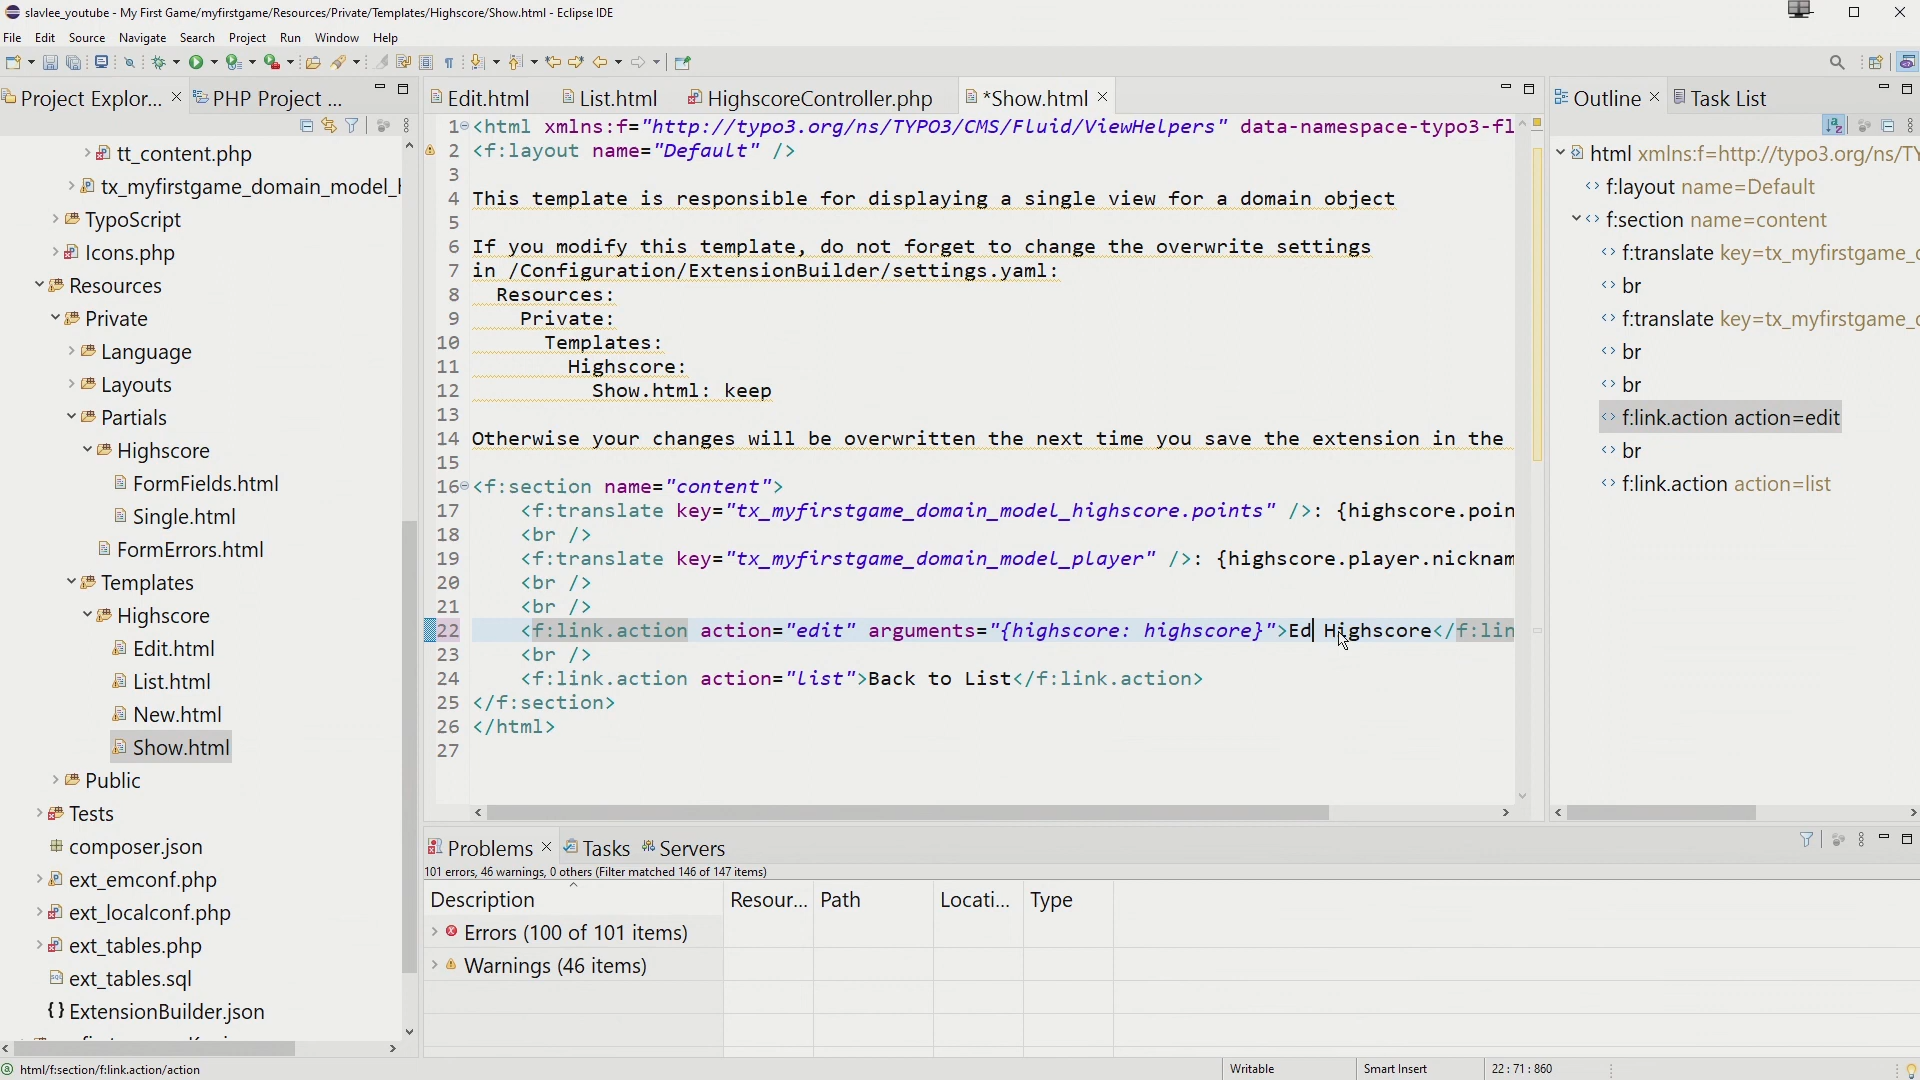 slavlee_youtube - My First Game/myfirstgame/Resources/Private/Templates/Highscore/Show.html - Eclipse IDE
File Edit Source Navigate Search Project Run Window Help
Project Explor... PHP Project ...
tt_content.php
tx_myfirstgame_domain_model_
TypoScript
Icons.php
Resources
Private
Language
Layouts
Partials
Highscore
FormFields.html
Single.html
FormErrors.html
Templates
Highscore
Edit.html
List.html
New.html
Show.html
Public
Tests
composer.json
ext_emconf.php
ext_localconf.php
ext_tables.php
ext_tables.sql
ExtensionBuilder.json
Edit.html List.html HighscoreController.php *Show.html
1 <html xmlns:f="http://typo3.org/ns/TYPO3/CMS/Fluid/ViewHelpers" data-namespace-typo3-fl
2 <f:layout name="Default" />
3
4 This template is responsible for displaying a single view for a domain object
5
6 If you modify this template, do not forget to change the overwrite settings
7 in /Configuration/ExtensionBuilder/settings.yaml:
8 Resources:
9 Private:
10 Templates:
11 Highscore:
12 Show.html: keep
13
14 Otherwise your changes will be overwritten the next time you save the extension in the
15
16 <f:section name="content">
17 <f:translate key="tx_myfirstgame_domain_model_highscore.points" />: {highscore.poin
18 <br />
19 <f:translate key="tx_myfirstgame_domain_model_player" />: {highscore.player.nicknam
20 <br />
21 <br />
22 <f:link.action action="edit" arguments="{highscore: highscore}">Ed Highscore</f:lin
23 <br />
24 <f:link.action action="list">Back to List</f:link.action>
25 </f:section>
26 </html>
27
Outline Task List
html xmlns:f=http://typo3.org/ns/TY
f:layout name=Default
f:section name=content
f:translate key=tx_myfirstgame_
br
f:translate key=tx_myfirstgame_
br
br
f:link.action action=edit
br
f:link.action action=list
Problems Tasks Servers
101 errors, 46 warnings, 0 others (Filter matched 146 of 147 items)
Description Resour... Path Locati... Type
Errors (100 of 101 items)
Warnings (46 items)
html/f:section/f:link.action/action Writable Smart Insert 22 : 71 : 860